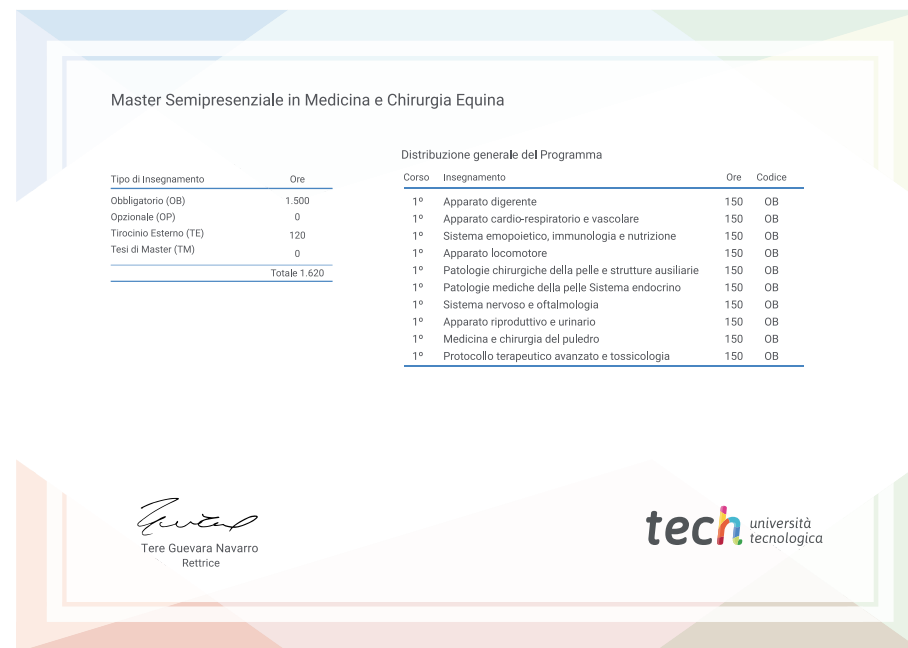 Master Semipresenziale in Medicina e Chirurgia Equina
Tipo di Insegnamento Ore
Obbligatorio (OB) 1.500
Opzionale (OP) 0
Tirocinio Esterno (TE) 120
Tesi di Master (TM) 0
Totale 1.620
Distribuzione generale del Programma
Corso Insegnamento Ore Codice
1º Apparato digerente 150 OB
1º Apparato cardio-respiratorio e vascolare 150 OB
1º Sistema emopoietico, immunologia e nutrizione 150 OB
1º Apparato locomotore 150 OB
1º Patologie chirurgiche della pelle e strutture ausiliarie 150 OB
1º Patologie mediche della pelle Sistema endocrino 150 OB
1º Sistema nervoso e oftalmologia 150 OB
1º Apparato riproduttivo e urinario 150 OB
1º Medicina e chirurgia del puledro 150 OB
1º Protocollo terapeutico avanzato e tossicologia 150 OB
Tere Guevara Navarro
Rettrice
tech università
tecnologica